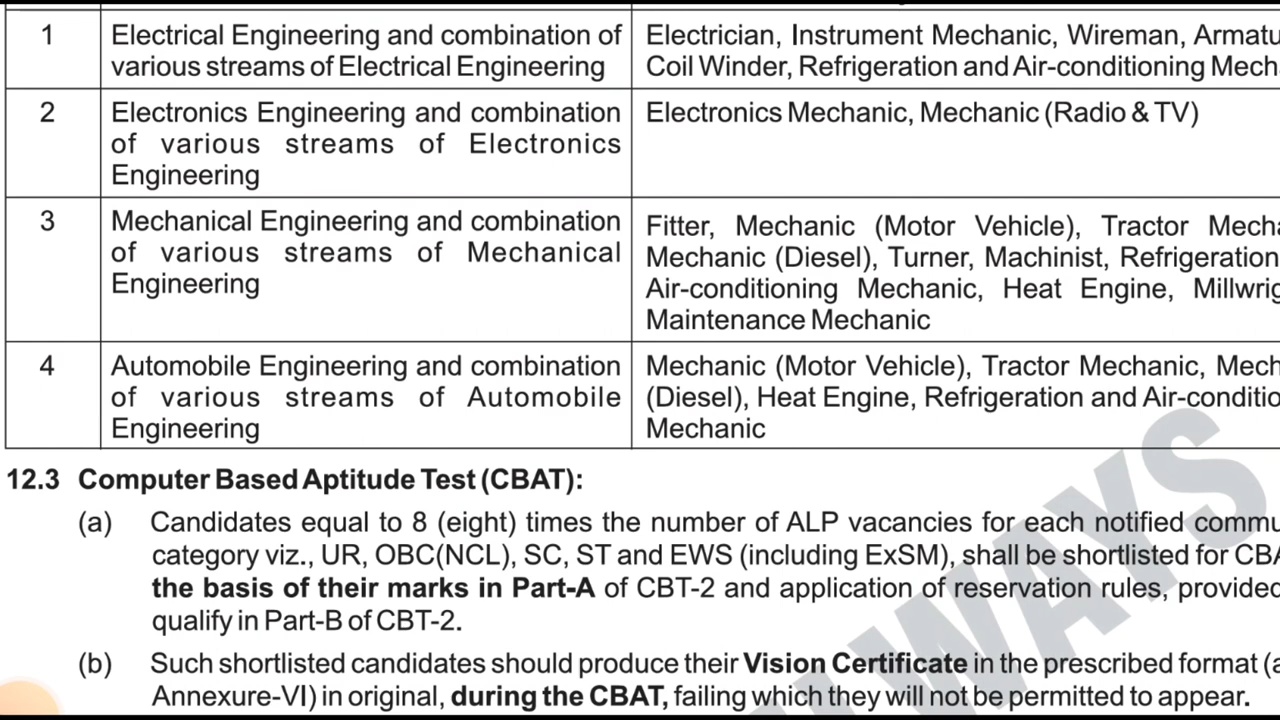 1
Electrical Engineering and combination of
various streams of Electrical Engineering
Electrician, Instrument Mechanic, Wireman,
Coil Winder, Refrigeration and Air-conditioning
2
Electronics Engineering and combination
of various streams of Electronics
Engineering
Electronics Mechanic, Mechanic (Radio & TV)
3
Mechanical Engineering and combination
of various streams of Mechanical
Engineering
Fitter, Mechanic (Motor Vehicle), Tractor
Mechanic (Diesel), Turner, Machinist, Refrigeration
Air-conditioning Mechanic, Heat Engine,
Maintenance Mechanic
4
Automobile Engineering and combination
of various streams of Automobile
Engineering
Mechanic (Motor Vehicle), Tractor Mechanic,
(Diesel), Heat Engine, Refrigeration and
Mechanic
12.3 Computer Based Aptitude Test (CBAT):
(a) Candidates equal to 8 (eight) times the number of ALP vacancies for each notified
category viz., UR, OBC(NCL), SC, ST and EWS (including ExSM), shall be shortlisted for
the basis of their marks in Part-A of CBT-2 and application of reservation rules, provided
qualify in Part-B of CBT-2.
(b) Such shortlisted candidates should produce their Vision Certificate in the prescribed format
Annexure-VI) in original, during the CBAT, failing which they will not be permitted to appear.